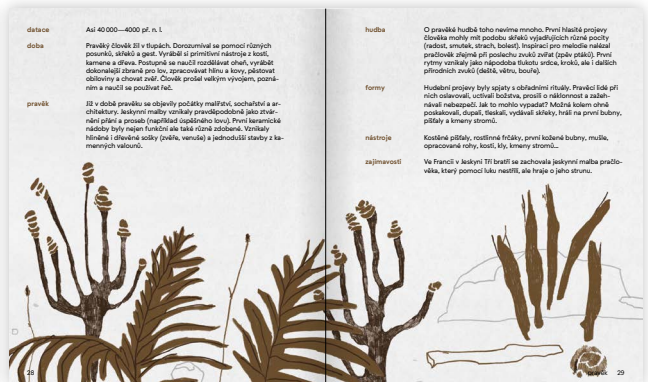 datace
Asi 40 000—4000 př. n. l.
doba
Pravěký člověk žil v tlupách. Dorozumíval se pomocí různých
posunků, skřeků a gest. Vyráběl si primitivní nástroje z kostí,
kamene a dřeva. Postupně se naučil rozdělávat oheň, vyrábět
dokonalejší zbraně pro lov, zpracovávat hlínu a kovy, pěstovat
obiloviny a chovat zvěř. Člověk prošel velkým vývojem, pozná-
ním a naučil se používat řeč.
pravěk
Již v době pravěku se objevily počátky malířství, sochařství a ar-
chitektury. Jeskynní malby vznikaly pravděpodobně jako ztvár-
nění přání a proseb (například úspěšného lovu). První keramické
nádoby byly nejen funkční ale také různě zdobené. Vznikaly
hliněné i dřevěné sošky (zvěře, venuše) a jednodušší stavby z ka-
menných valounů.
28
hudba
O pravěké hudbě toho nevíme mnoho. První hlasité projevy
člověka mohly mít podobu skřeků vyjadřujících různé pocity
(radost, smutek, strach, bolest). Inspiraci pro melodie nalézal
pračlověk zřejmě z poslechu zvuků zvířat (zpěv ptáků). První
rytmy vznikaly jako nápodoba tlukotu srdce, kroků, ale i dalších
přírodních zvuků (deště, větru, bouře).
formy
Hudební projevy byly spjaty s obřadními rituály. Pravěcí lidé při
nich oslavovali, uctívali božstva, prosili o náklonnost a zažeh-
návali nebezpečí. Jak to mohlo vypadat? Možná kolem ohně
poskakovali, dupali, tleskali, vydávali skřeky, hráli na první bubny,
píšťaly a kmeny stromů.
nástroje
Kostěné píšťaly, rostlinné frčáky, první kožené bubny, mušle,
opracované rohy, kosti, kly, kmeny stromů…
zajímavosti
Ve Francii v Jeskyni Tří bratří se zachovala jeskynní malba pračlo-
věka, který pomocí luku nestřílí, ale hraje o jeho strunu.
pravěk 29